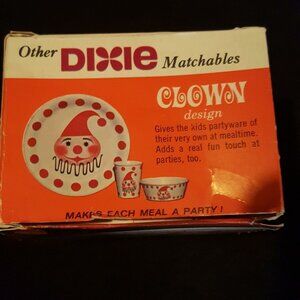 Other DIXIE Matchables
CLOWN
design
Gives the kids partyware of
their very own at mealtime.
Adds a real fun touch at
parties, too.
MAKES EACH MEAL A PARTY!